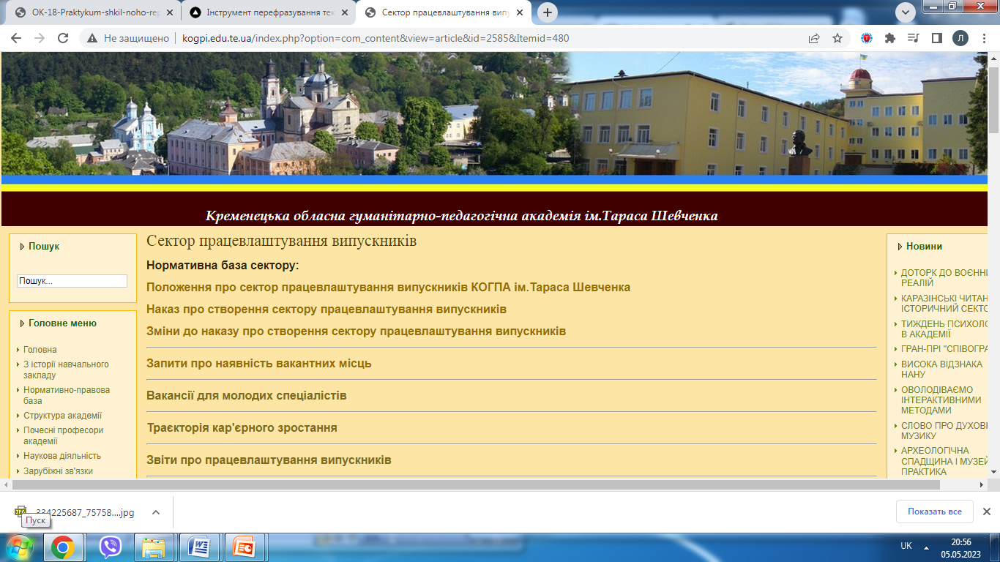 OK-18-Praktykum-shkil-noho-rep
Інструмент перефразування тек
Сектор працевлаштування випу
Не защищено
kogpi.edu.te.ua/index.php?option=com_content&view=article&id=2585&Itemid=480
Л
Кременецька обласна гуманітарно-педагогічна академія ім.Тараса Шевченка
Пошук
Пошук...
Головне меню
Головна
З історії навчального
закладу
Нормативно-правова
база
Структура академії
Почесні професори
академії
Наукова діяльність
Зарубіжні зв'язки
Сектор працевлаштування випускників
Нормативна база сектору:
Положення про сектор працевлаштування випускників КОГПА ім.Тараса Шевченка
Наказ про створення сектору працевлаштування випускників
Зміни до наказу про створення сектору працевлаштування випускників
Запити про наявність вакантних місць
Вакансії для молодих спеціалістів
Траєкторія кар'єрного зростання
Звіти про працевлаштування випускників
Новини
ДОТОРК ДО ВОЄННИ
РЕАЛІЙ
КАРАЗІНСЬКІ ЧИТАН
ІСТОРИЧНИЙ СЕКТО
ТИЖДЕНЬ ПСИХОЛО
В АКАДЕМІЇ
ГРАН-ПРІ "СПІВОГРА
ВИСОКА ВІДЗНАКА
НАНУ
ОВОЛОДІВАЄМО
ІНТЕРАКТИВНИМИ
МЕТОДАМИ
СЛОВО ПРО ДУХОВН
МУЗИКУ
АРХЕОЛОГІЧНА
СПАДЩИНА І МУЗЕЙ
ПРАКТИКА
334225687_75758....jpg
Показать все
Пуск
UK
20:56
05.05.2023